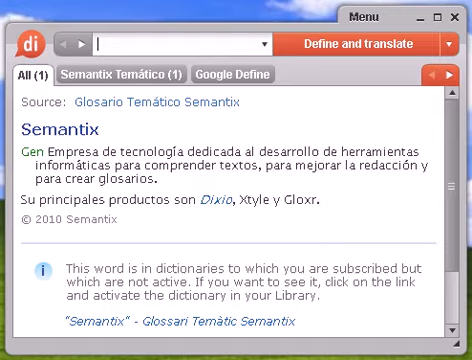 Menu
di
Define and translate
All (1)
Semantix Temático (1)
Google Define
Source: Glosario Temático Semantix
Semantix
Gen Empresa de tecnología dedicada al desarrollo de herramientas
informáticas para comprender textos, para mejorar la redacción y
para crear glosarios.
Su principales productos son Dixio, Xtyle y Gloxr.
© 2010 Semantix
i
This word is in dictionaries to which you are subscribed but
which are not active. If you want to see it, click on the link
and activate the dictionary in your Library.
"Semantix" - Glossari Temàtic Semantix